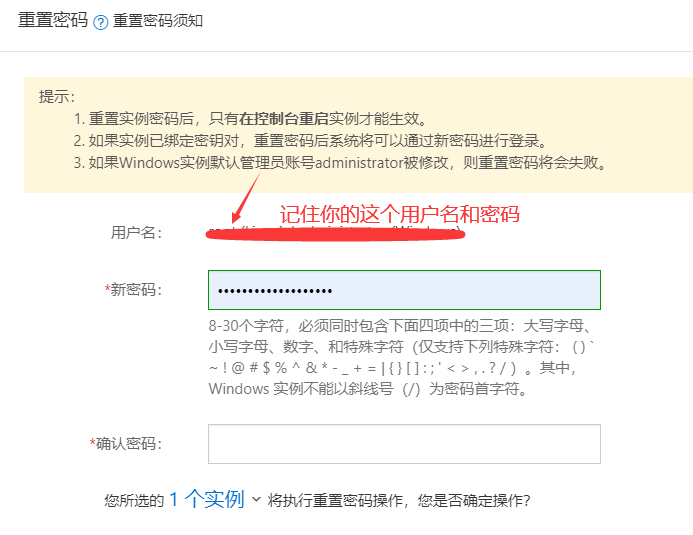 重置密码 ? 重置密码须知
提示：
1. 重置实例密码后，只有在控制台重启实例才能生效。
2. 如果实例已绑定密钥对，重置密码后系统将可以通过新密码进行登录。
3. 如果Windows实例默认管理员账号administrator被修改，则重置密码将会失败。
记住你的这个用户名和密码
用户名：
*新密码： •••••••••••••••••••
8-30个字符，必须同时包含下面四项中的三项：大写字母、
小写字母、数字、和特殊字符（仅支持下列特殊字符： ( ) `
~ ! @ # $ % ^ & * - _ + = | { } [ ] : ; ' < > , . ? / ）。其中，
Windows 实例不能以斜线号（/）为密码首字符。
*确认密码：
您所选的 1 个实例 将执行重置密码操作，您是否确定操作？